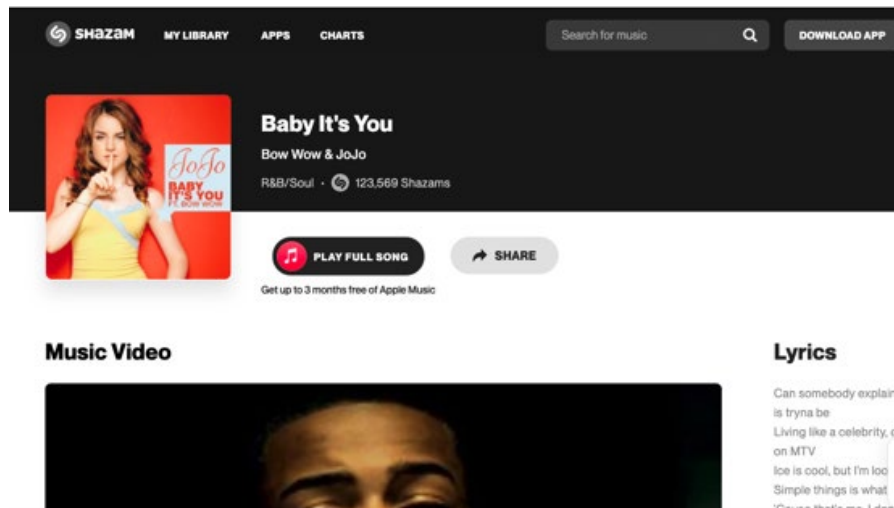 SHAZAM MY LIBRARY APPS CHARTS Search for music DOWNLOAD APP
Baby It's You
Bow Wow & JoJo
R&B/Soul · 123,569 Shazams
JoJo
BABY
IT'S YOU
FT. BOW WOW
PLAY FULL SONG
SHARE
Get up to 3 months free of Apple Music
Music Video
Lyrics
Can somebody explain
is tryna be
Living like a celebrity,
on MTV
Ice is cool, but I'm
Simple things is what